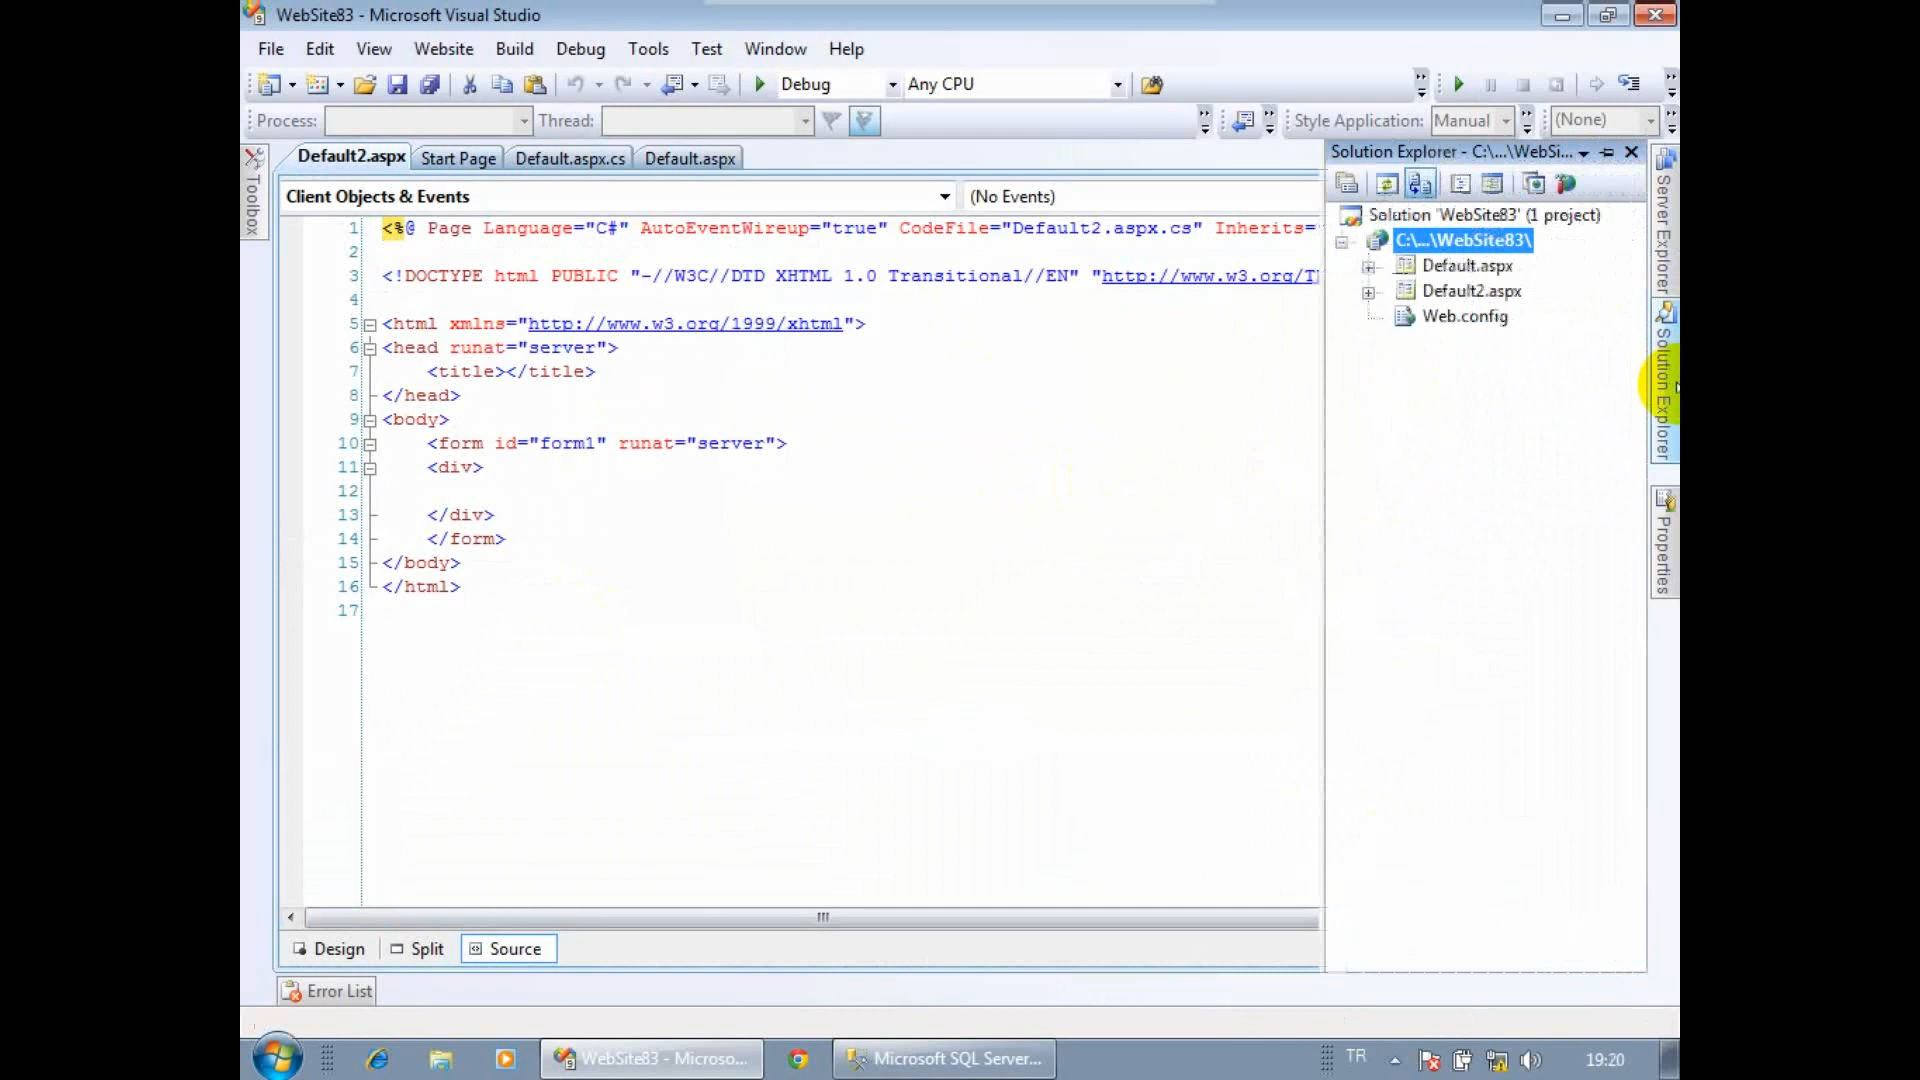 WebSite83 - Microsoft Visual Studio
File Edit View Website Build Debug Tools Test Window Help
Debug Any CPU
Process: Thread: Style Application: Manual (None)
Default2.aspx Start Page Default.aspx.cs Default.aspx
Client Objects & Events (No Events)
1 <%@ Page Language="C#" AutoEventWireup="true" CodeFile="Default2.aspx.cs" Inherits=
2
3 <!DOCTYPE html PUBLIC "-//W3C//DTD XHTML 1.0 Transitional//EN" "http://www.w3.org/T
4
5 <html xmlns="http://www.w3.org/1999/xhtml">
6 <head runat="server">
7 <title></title>
8 </head>
9 <body>
10 <form id="form1" runat="server">
11 <div>
12
13 </div>
14 </form>
15 </body>
16 </html>
17
Design Split Source
Error List
Toolbox
Solution Explorer - C:\...\WebSi...
Solution 'WebSite83' (1 project)
C:\...\WebSite83\
Default.aspx
Default2.aspx
Web.config
Server Explorer
Solution Explorer
Properties
WebSite83 - Microso...
Microsoft SQL Server...
TR
19:20